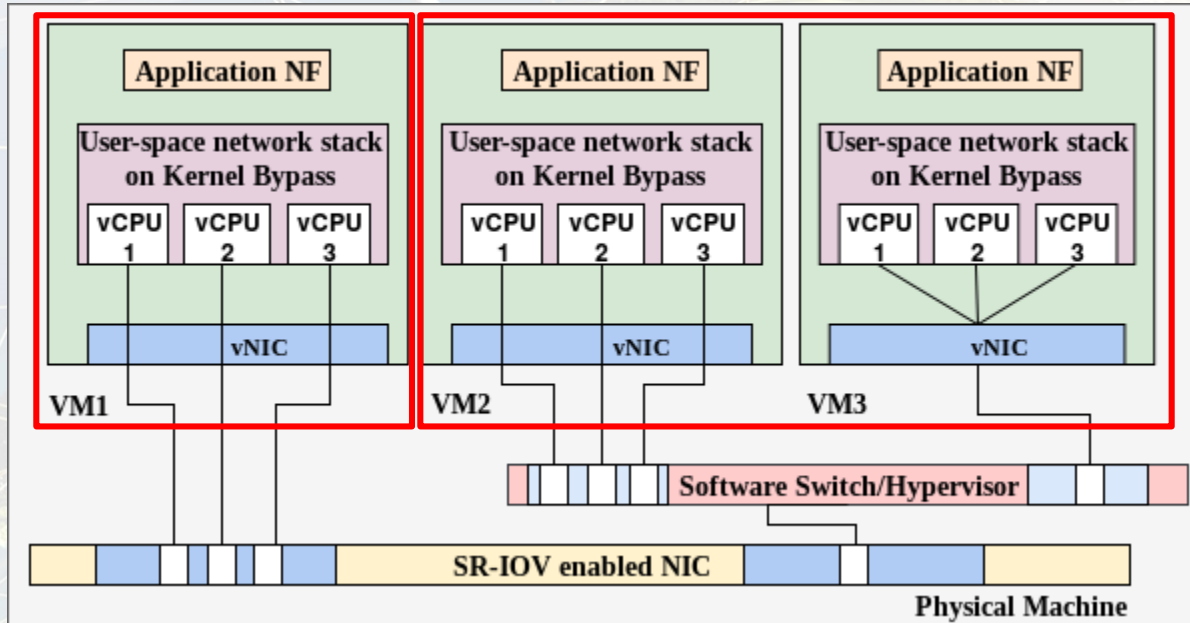 Application NF
User-space network stack
on Kernel Bypass
vCPU
1
vCPU
2
vCPU
3
vNIC
VM1
Application NF
User-space network stack
on Kernel Bypass
vCPU
1
vCPU
2
vCPU
3
vNIC
VM2
Application NF
User-space network stack
on Kernel Bypass
vCPU
1
vCPU
2
vCPU
3
vNIC
VM3
Software Switch/Hypervisor
SR-IOV enabled NIC
Physical Machine